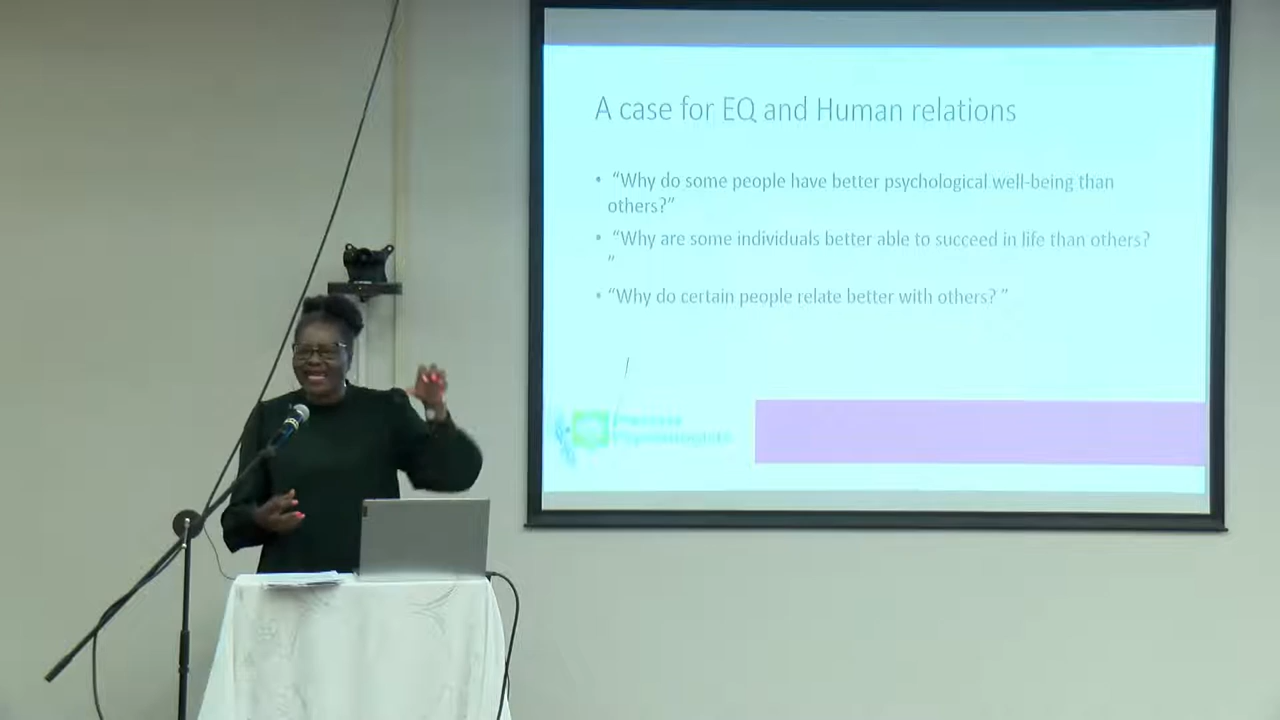 A case for EQ and Human relations
• “Why do some people have better psychological well-being than
others?”
• “Why are some individuals better able to succeed in life than others?
”
• “Why do certain people relate better with others? ”